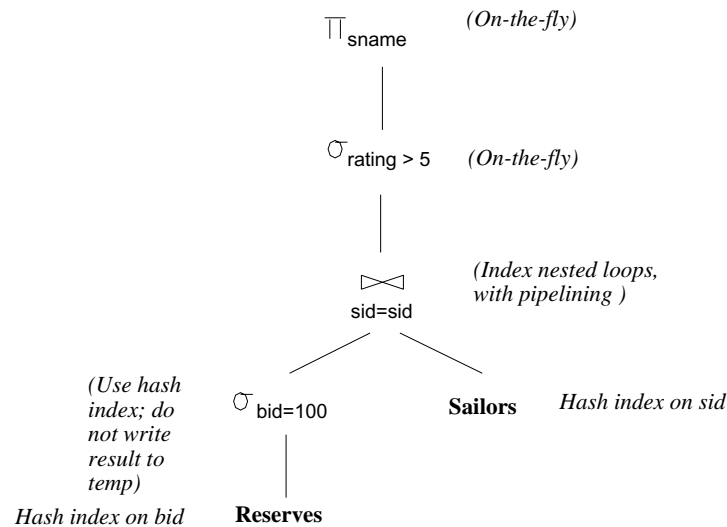 π sname (On-the-fly)
σ rating > 5 (On-the-fly)
⋈ (Index nested loops,
with pipelining )
sid=sid
(Use hash
index; do
not write
result to
temp)
σ bid=100
Sailors Hash index on sid
Hash index on bid Reserves